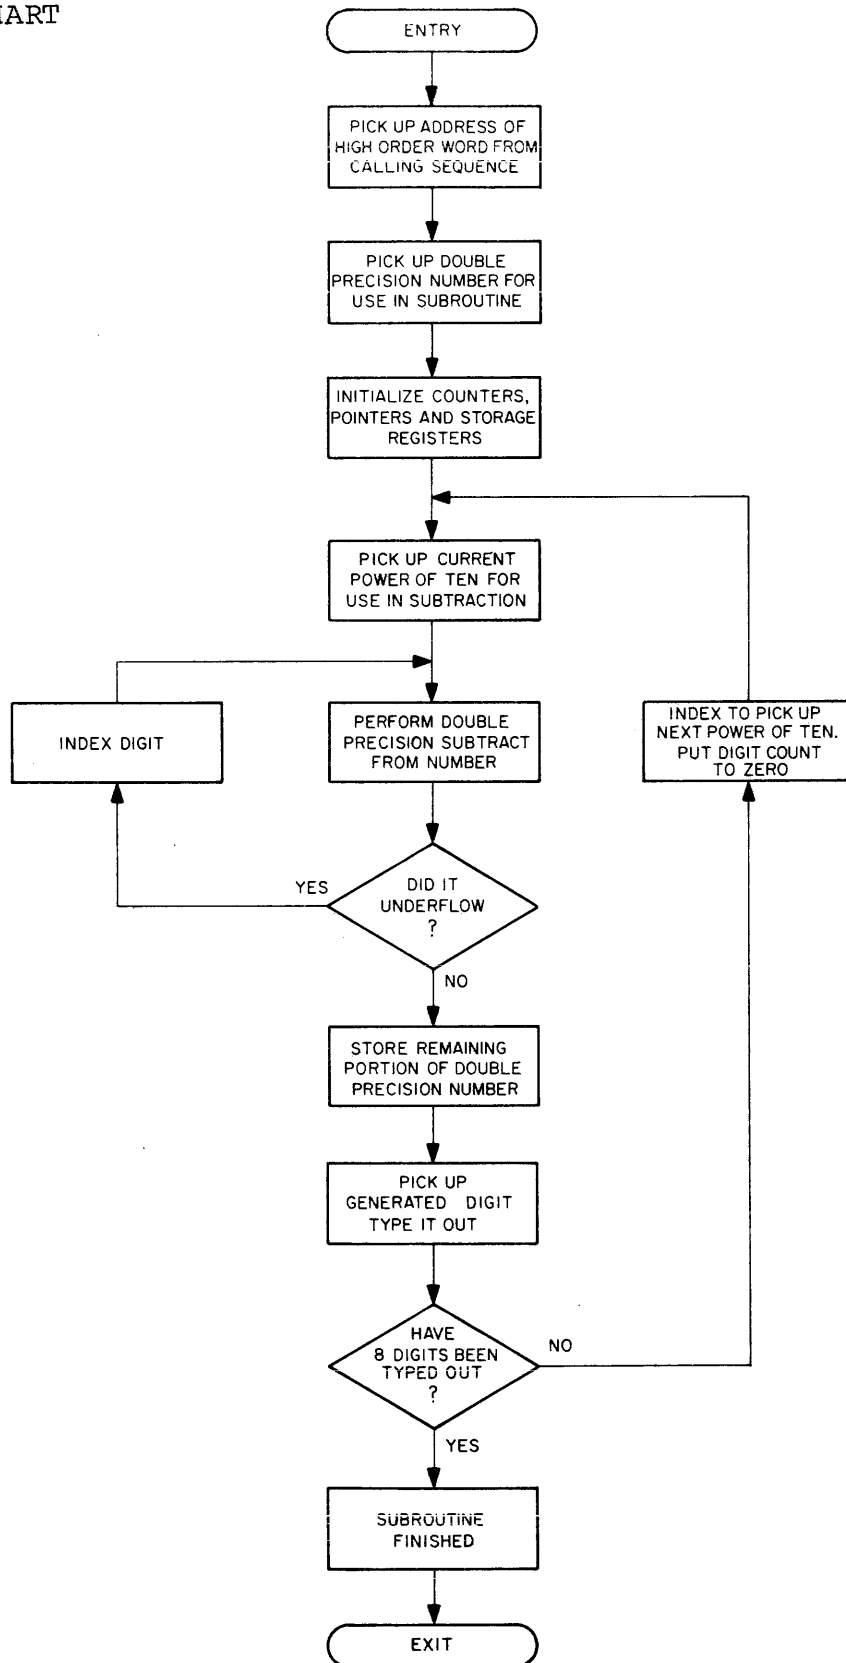 ENTRY
PICK UP ADDRESS OF
HIGH ORDER WORD FROM
CALLING SEQUENCE
PICK UP DOUBLE
PRECISION NUMBER FOR
USE IN SUBROUTINE
INITIALIZE COUNTERS,
POINTERS AND STORAGE
REGISTERS
PICK UP CURRENT
POWER OF TEN FOR
USE IN SUBTRACTION
INDEX DIGIT
PERFORM DOUBLE
PRECISION SUBTRACT
FROM NUMBER
INDEX TO PICK UP
NEXT POWER OF TEN.
PUT DIGIT COUNT
TO ZERO
YES
DID IT
UNDERFLOW
?
NO
STORE REMAINING
PORTION OF DOUBLE
PRECISION NUMBER
PICK UP
GENERATED DIGIT
TYPE IT OUT
HAVE
8 DIGITS BEEN
TYPED OUT
?
NO
YES
SUBROUTINE
FINISHED
EXIT